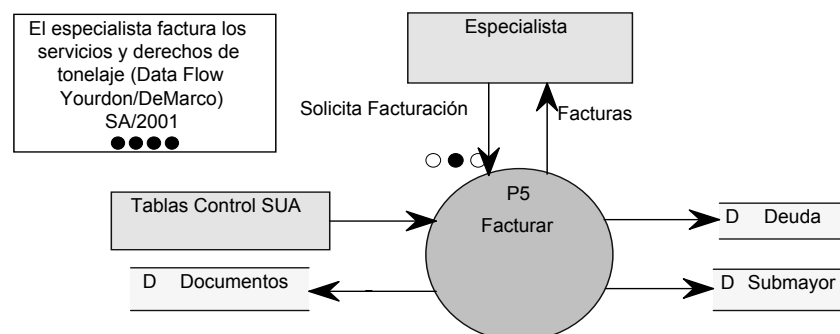 El especialista factura los
servicios y derechos de
tonelaje (Data Flow
Yourdon/DeMarco)
SA/2001
Especialista
Solicita Facturación
Facturas
P5
Facturar
Tablas Control SUA
D Deuda
D Documentos
D Submayor